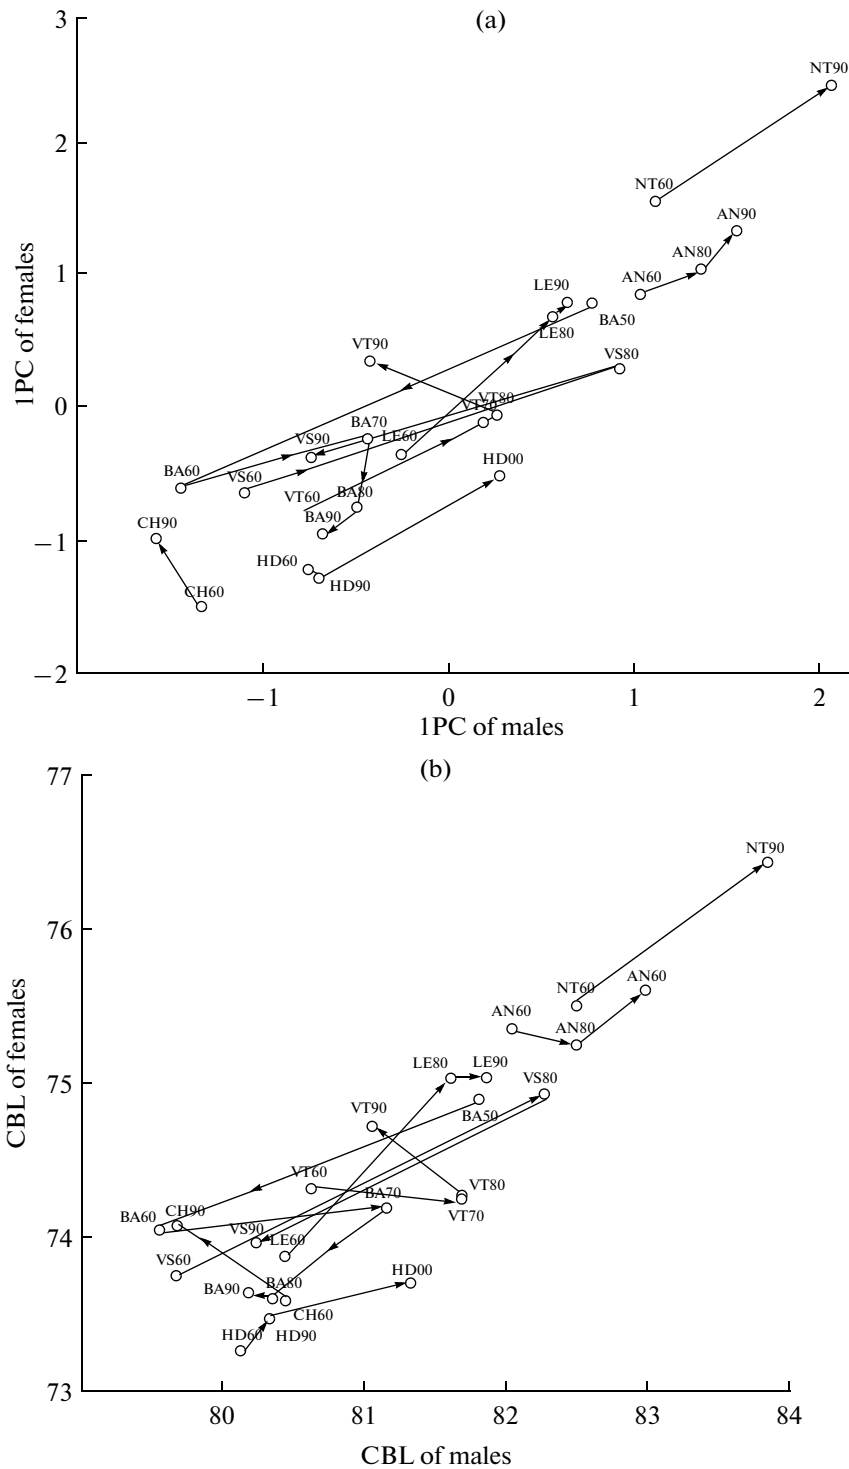 (a)
3
NT90
2
NT60
AN90
AN80
1
AN60
LE90
BA50
LE80
VT90
VS80
0
VT80
VT70
BA70
LE60
VS90
HD00
BA60
VS60
BA80
VT60
BA90
CH90
−1
HD60
HD90
CH60
−2
−1
0
1
2
1PC of males
1PC of females
(b)
77
NT90
76
AN60
NT60
AN60
AN80
LE80
LE90
VS80
75
BA50
VT90
VT60
VT80
BA70
VT70
CH90
BA60
VS90
74
LE60
VS60
HD00
BA90
BA80
CH60
HD60
HD90
73
80
81
82
83
84
CBL of males
CBL of females